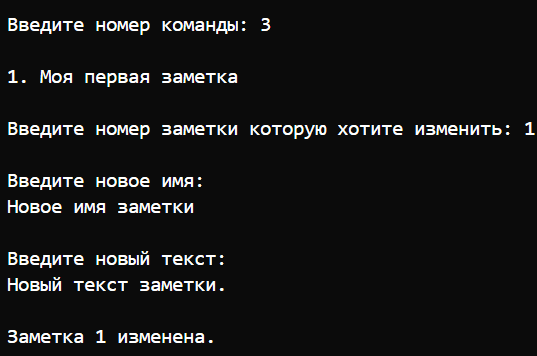 Введите номер команды: 3
1. Моя первая заметка
Введите номер заметки которую хотите изменить: 1
Введите новое имя:
Новое имя заметки
Введите новый текст:
Новый текст заметки.
Заметка 1 изменена.